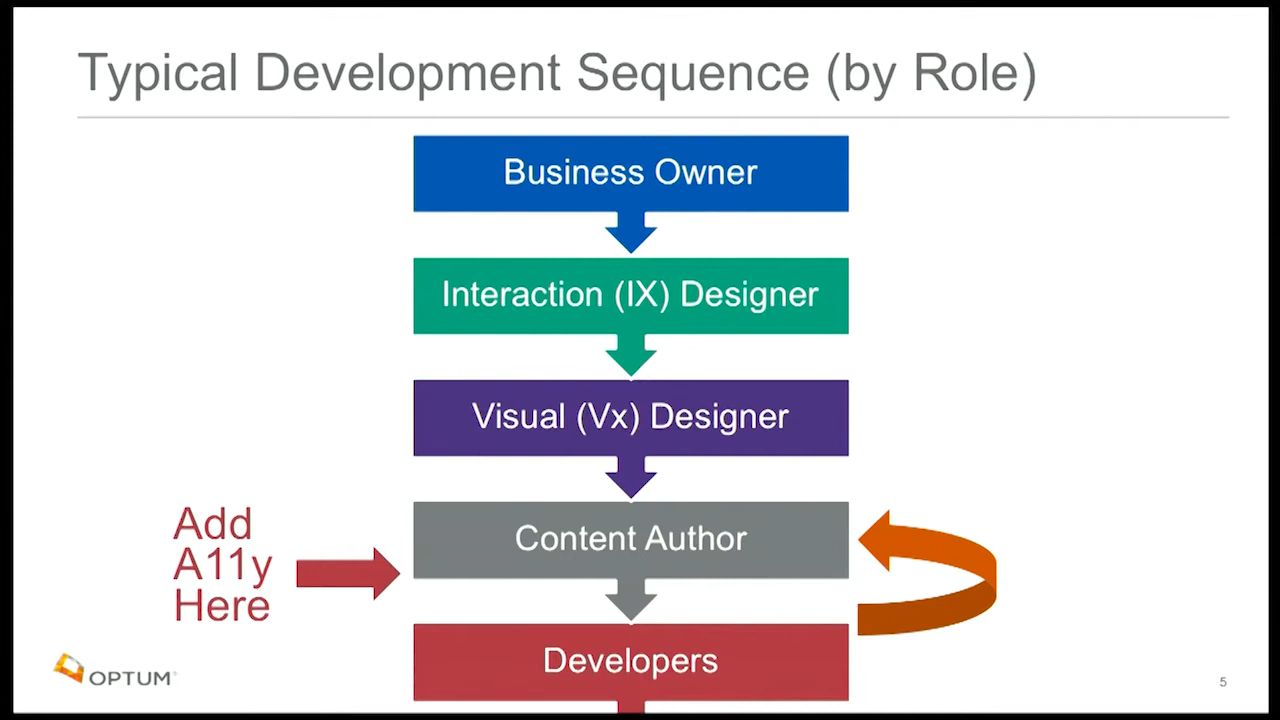 Typical Development Sequence (by Role)
Business Owner
Interaction (IX) Designer
Visual (Vx) Designer
Content Author
Add
A11y
Here
Developers
OPTUM®
5